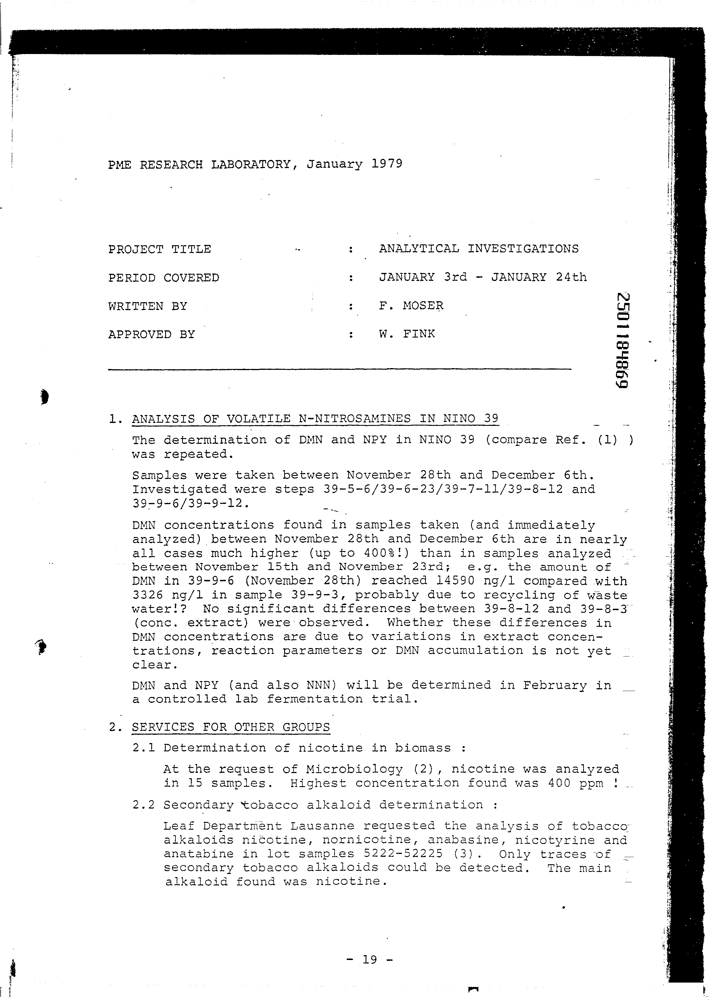 PME RESEARCH LABORATORY, January 1979
PROJECT TITLE : ANALYTICAL INVESTIGATIONS
PERIOD COVERED : JANUARY 3rd - JANUARY 24th
WRITTEN BY : F. MOSER
APPROVED BY : W. FINK
2501184869
1. ANALYSIS OF VOLATILE N-NITROSAMINES IN NINO 39
The determination of DMN and NPY in NINO 39 (compare Ref. (1) )
was repeated.
Samples were taken between November 28th and December 6th.
Investigated were steps 39-5-6/39-6-23/39-7-11/39-8-12 and
39-9-6/39-9-12.
DMN concentrations found in samples taken (and immediately
analyzed) between November 28th and December 6th are in nearly
all cases much higher (up to 400%!) than in samples analyzed
between November 15th and November 23rd; e.g. the amount of
DMN in 39-9-6 (November 28th) reached 14590 ng/l compared with
3326 ng/l in sample 39-9-3, probably due to recycling of waste
water!? No significant differences between 39-8-12 and 39-8-3
(conc. extract) were observed. Whether these differences in
DMN concentrations are due to variations in extract concen-
trations, reaction parameters or DMN accumulation is not yet
clear.
DMN and NPY (and also NNN) will be determined in February in
a controlled lab fermentation trial.
2. SERVICES FOR OTHER GROUPS
2.1 Determination of nicotine in biomass :
At the request of Microbiology (2), nicotine was analyzed
in 15 samples. Highest concentration found was 400 ppm !
2.2 Secondary tobacco alkaloid determination :
Leaf Department Lausanne requested the analysis of tobacco
alkaloids nicotine, nornicotine, anabasine, nicotyrine and
anatabine in lot samples 5222-52225 (3). Only traces of
secondary tobacco alkaloids could be detected. The main
alkaloid found was nicotine.
- 19 -